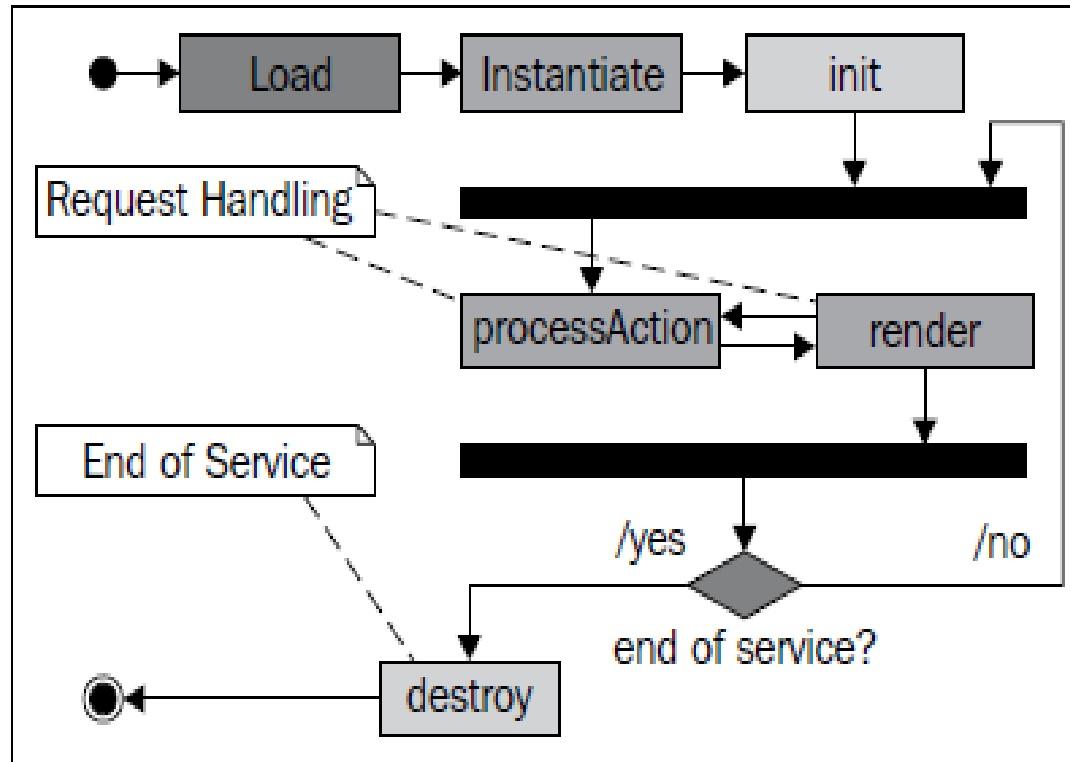 Load
Instantiate
init
Request Handling
processAction
render
End of Service
/yes
/no
end of service?
destroy